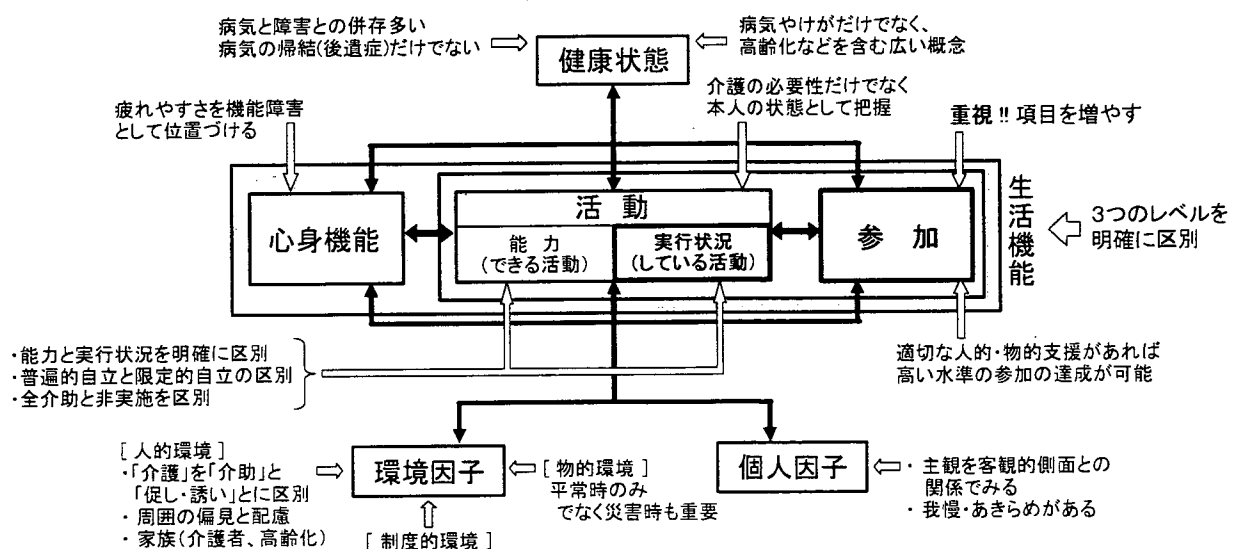 病気と障害との併存多い
病気の帰結(後遺症)だけでない
健康状態
病気やけがだけでなく、
高齢化などを含む広い概念
疲れやすさを機能障害
として位置づける
介護の必要性だけでなく
本人の状態として把握
重視!! 項目を増やす
心身機能
活 動
能 力
(できる活動)
実行状況
(している活動)
参 加
生活機能
3つのレベルを
明確に区別
・能力と実行状況を明確に区別
・普遍的自立と限定的自立の区別
・全介助と非実施を区別
適切な人的・物的支援があれば
高い水準の参加の達成が可能
[ 人的環境 ]
・「介護」を「介助」と
「促し・誘い」とに区別
・ 周囲の偏見と配慮
・ 家族(介護者、高齢化)
環境因子
[ 物的環境 ]
平常時のみ
でなく災害時も重要
[ 制度的環境 ]
個人因子
・ 主観を客観的側面との
関係でみる
・ 我慢・あきらめがある